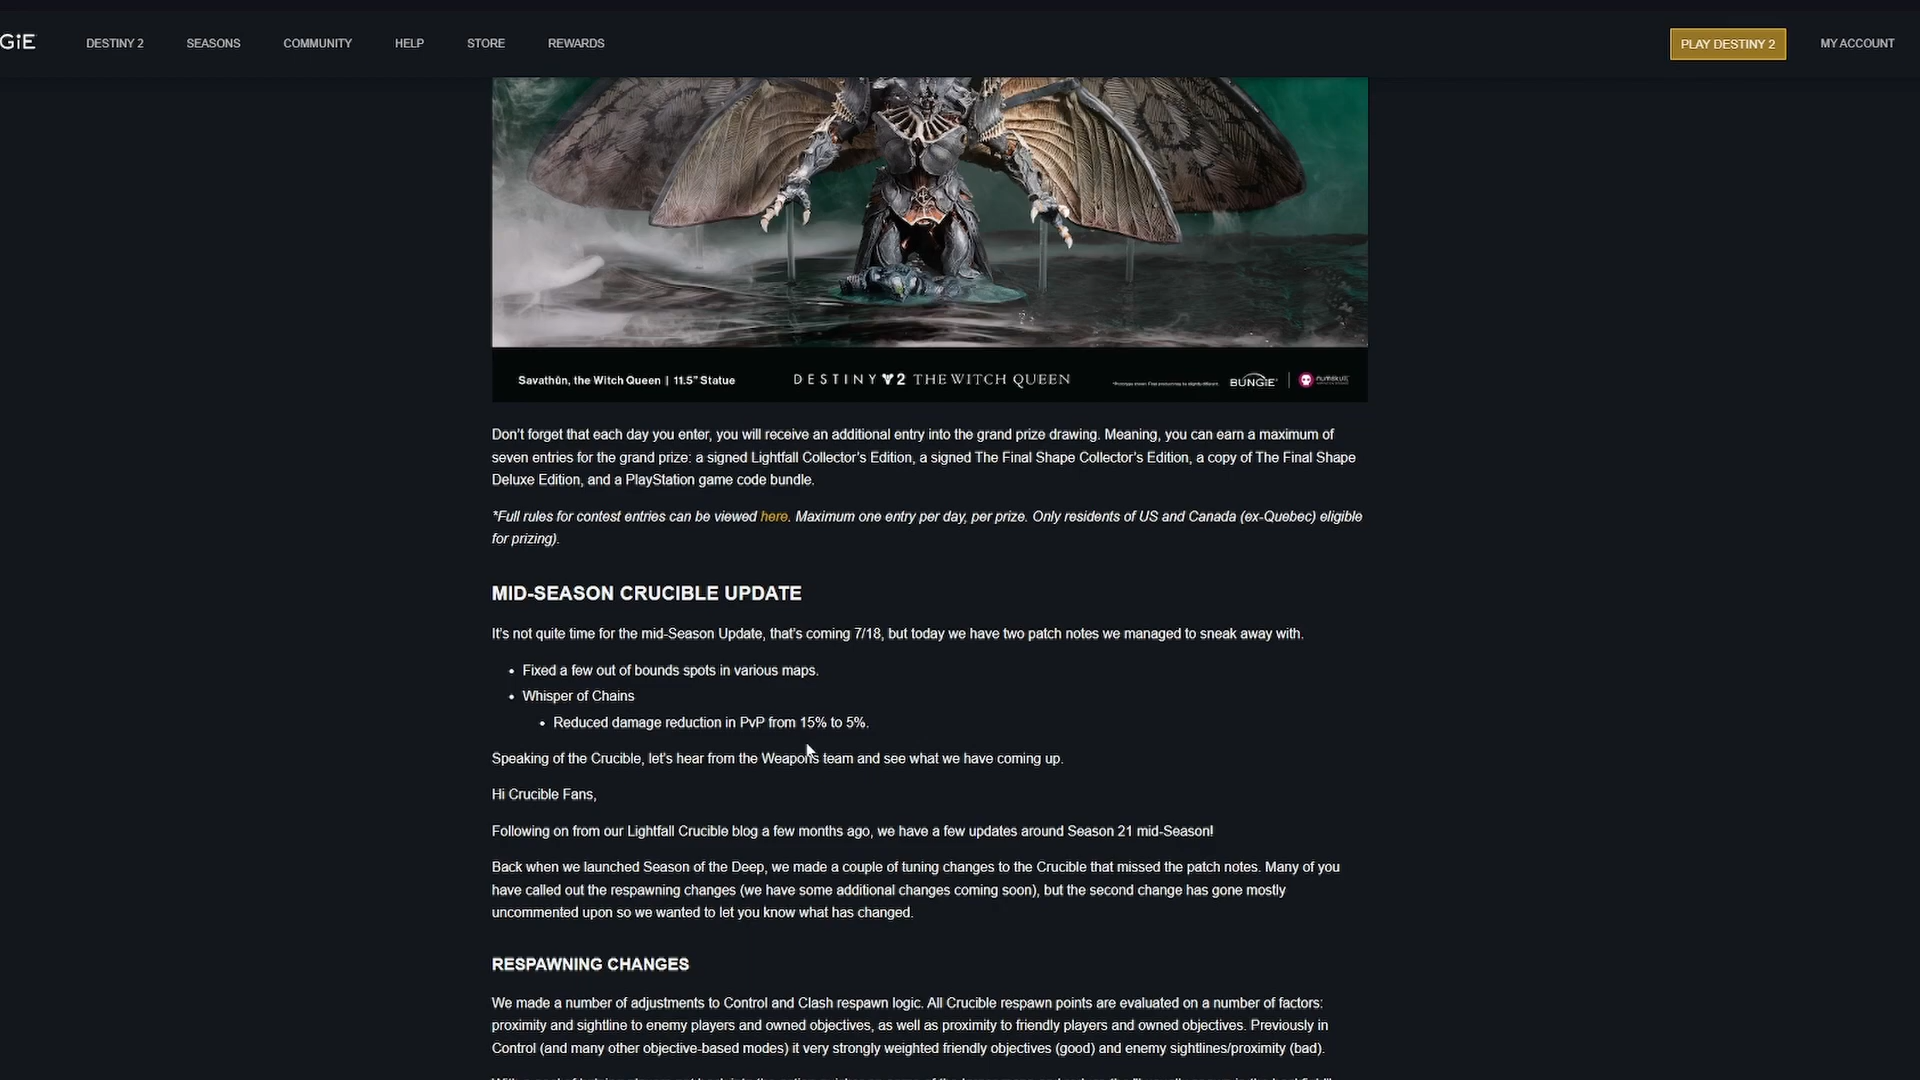 GiE
DESTINY 2
SEASONS
COMMUNITY
HELP
STORE
REWARDS
PLAY DESTINY 2
MY ACCOUNT
Savathûn, the Witch Queen | 11.5" Statue
DESTINY 2 THE WITCH QUEEN
BUNGIE
numskull
Don't forget that each day you enter, you will receive an additional entry into the grand prize drawing. Meaning, you can earn a maximum of
seven entries for the grand prize: a signed Lightfall Collector's Edition, a signed The Final Shape Collector's Edition, a copy of The Final Shape
Deluxe Edition, and a PlayStation game code bundle.
*Full rules for contest entries can be viewed here. Maximum one entry per day, per prize. Only residents of US and Canada (ex-Quebec) eligible
for prizing).
MID-SEASON CRUCIBLE UPDATE
It's not quite time for the mid-Season Update, that's coming 7/18, but today we have two patch notes we managed to sneak away with.
• Fixed a few out of bounds spots in various maps.
• Whisper of Chains
• Reduced damage reduction in PvP from 15% to 5%.
Speaking of the Crucible, let's hear from the Weapons team and see what we have coming up.
Hi Crucible Fans,
Following on from our Lightfall Crucible blog a few months ago, we have a few updates around Season 21 mid-Season!
Back when we launched Season of the Deep, we made a couple of tuning changes to the Crucible that missed the patch notes. Many of you
have called out the respawning changes (we have some additional changes coming soon), but the second change has gone mostly
uncommented upon so we wanted to let you know what has changed.
RESPAWNING CHANGES
We made a number of adjustments to Control and Clash respawn logic. All Crucible respawn points are evaluated on a number of factors:
proximity and sightline to enemy players and owned objectives, as well as proximity to friendly players and owned objectives. Previously in
Control (and many other objective-based modes) it very strongly weighted friendly objectives (good) and enemy sightlines/proximity (bad).